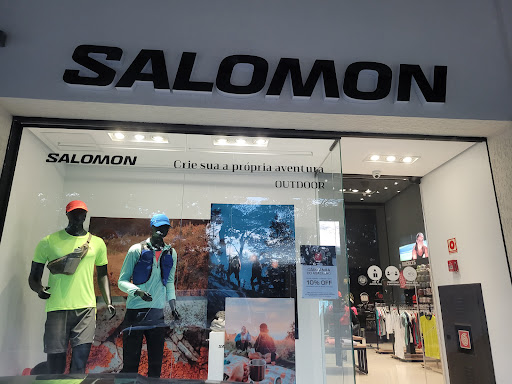 SALOMON
SALOMON
Crie sua a própria aventura
OUTDOOR
10% OFF